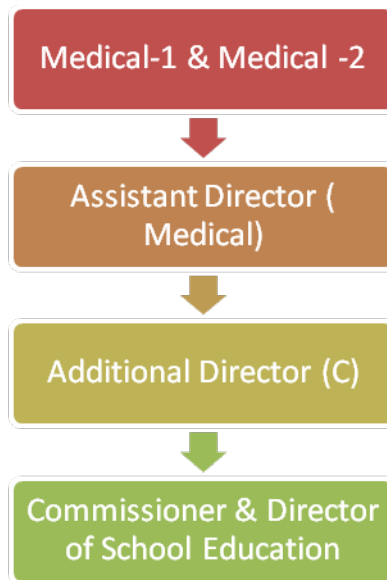 Medical-1 & Medical -2
Assistant Director (
Medical)
Additional Director (C)
Commissioner & Director
of School Education